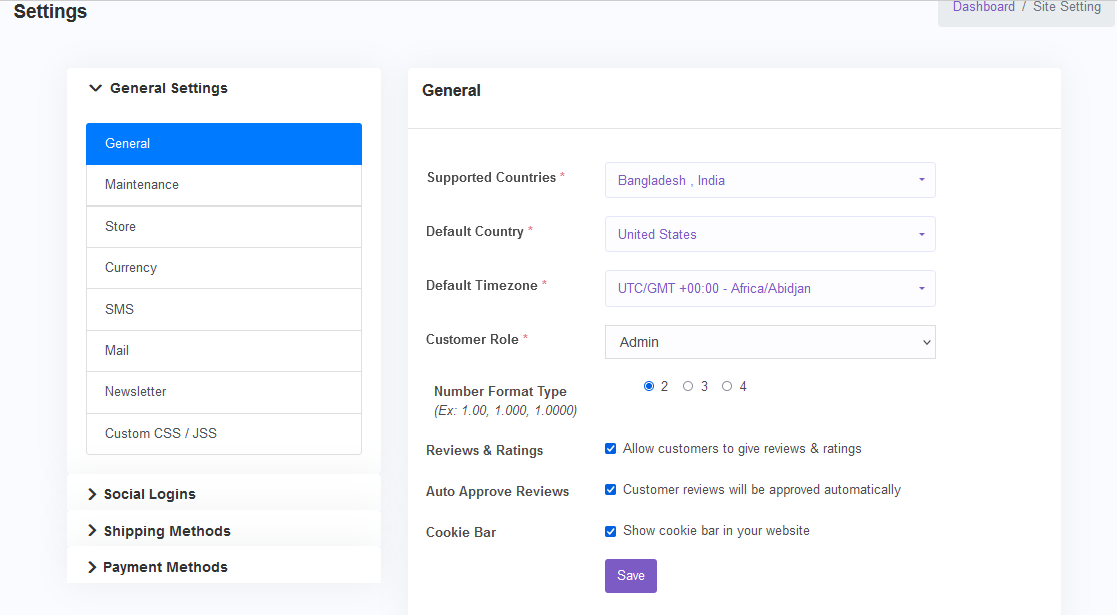 Settings
Dashboard / Site Setting
General Settings
General
Maintenance
Store
Currency
SMS
Mail
Newsletter
Custom CSS / JSS
Social Logins
Shipping Methods
Payment Methods
General
Supported Countries * Bangladesh , India
Default Country * United States
Default Timezone * UTC/GMT +00:00 - Africa/Abidjan
Customer Role * Admin
Number Format Type 2 3 4
(Ex: 1.00, 1.000, 1.0000)
Reviews & Ratings Allow customers to give reviews & ratings
Auto Approve Reviews Customer reviews will be approved automatically
Cookie Bar Show cookie bar in your website
Save